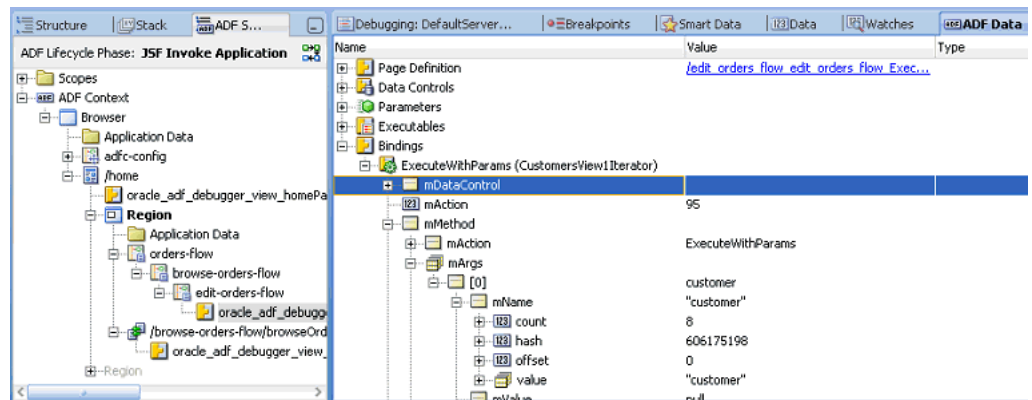 Structure
Stack
ADF S...
ADF Lifecycle Phase: JSF Invoke Application
Scopes
ADF Context
Browser
Application Data
adfc-config
/home
oracle_adf_debugger_view_homePa
Region
Application Data
orders-flow
browse-orders-flow
edit-orders-flow
oracle_adf_debugg
/browse-orders-flow/browseOrd
oracle_adf_debugger_view_
Region
Debugging: DefaultServer...
Breakpoints
Smart Data
Data
Watches
ADF Data
Name Value Type
Page Definition /edit_orders_flow_edit_orders_flow_Exec...
Data Controls
Parameters
Executables
Bindings
ExecuteWithParams (CustomersView1Iterator)
mDataControl
mAction 95
mMethod
mAction ExecuteWithParams
mArgs
[0] customer
mName "customer"
count 8
hash 606175198
offset 0
value "customer"
mValue null